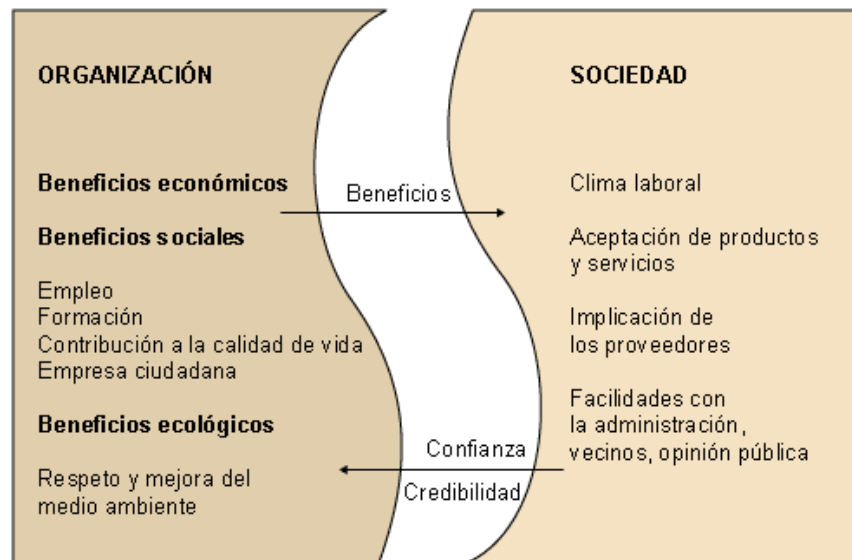 ORGANIZACIÓN
Beneficios económicos
Beneficios sociales
Empleo
Formación
Contribución a la calidad de vida
Empresa ciudadana
Beneficios ecológicos
Respeto y mejora del
medio ambiente
Beneficios
Confianza
Credibilidad
SOCIEDAD
Clima laboral
Aceptación de productos
y servicios
Implicación de
los proveedores
Facilidades con
la administración,
vecinos, opinión pública